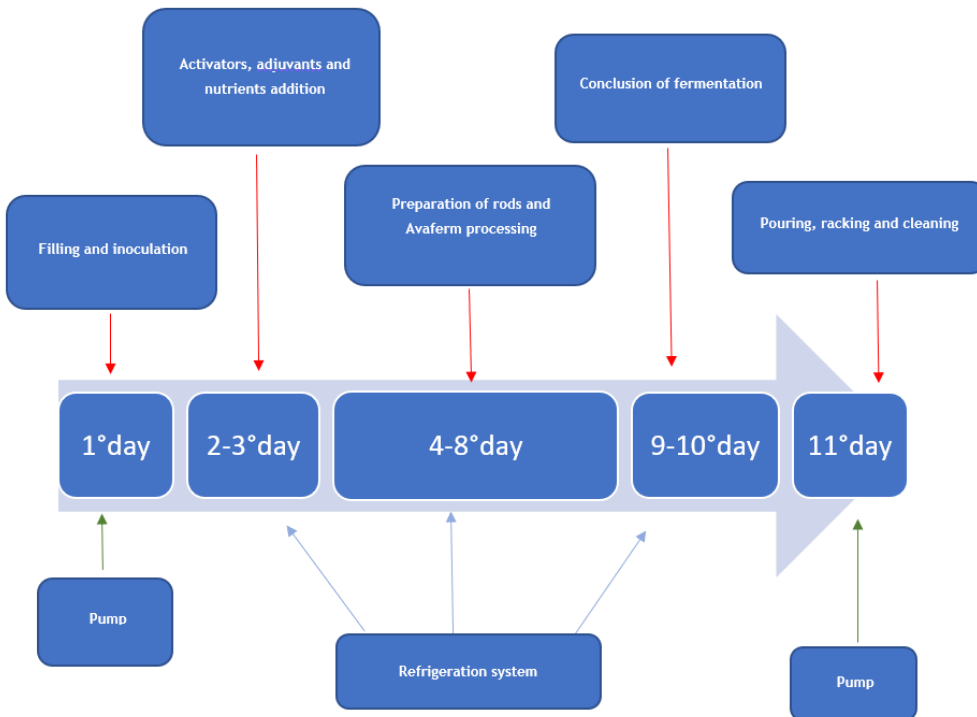 Activators, adjuvants and
nutrients addition
Conclusion of fermentation
Preparation of rods and
Avaferm processing
Filling and inoculation
Pouring, racking and cleaning
1°day
2-3°day
4-8°day
9-10°day
11°day
Pump
Refrigeration system
Pump